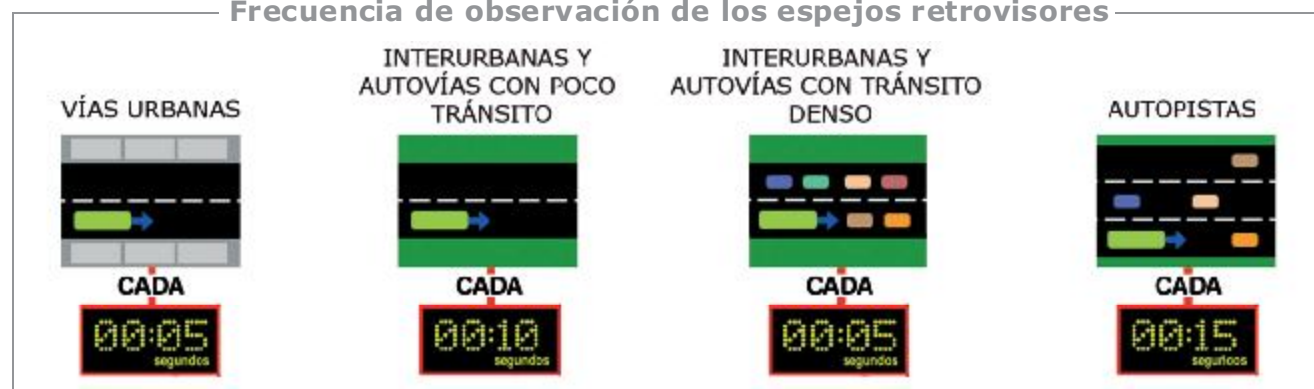 Frecuencia de observación de los espejos retrovisores
VÍAS URBANAS
CADA
00:05
segundos
INTERURBANAS Y
AUTOVÍAS CON POCO
TRÁNSITO
CADA
00:10
segundos
INTERURBANAS Y
AUTOVÍAS CON TRÁNSITO
DENSO
CADA
00:05
segundos
AUTOPISTAS
CADA
00:15
segundos